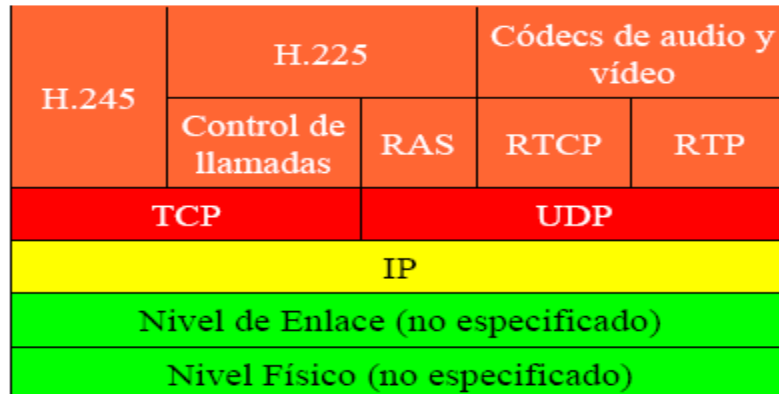 H.245
H.225
Códecs de audio y
vídeo
Control de
llamadas
RAS
RTCP
RTP
TCP
UDP
IP
Nivel de Enlace (no especificado)
Nivel Físico (no especificado)